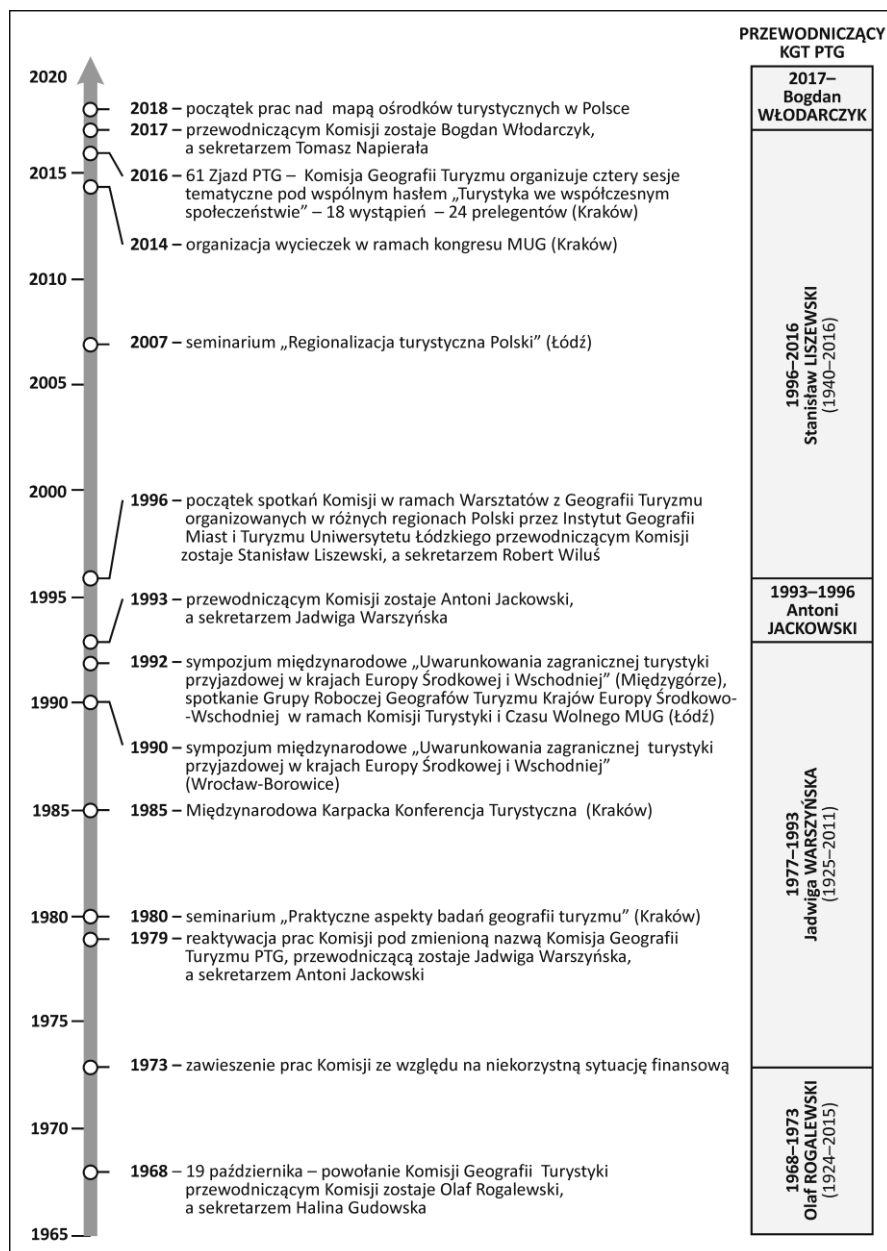 PRZEWODNICZĄCY
KGT PTG
2020
2017–
Bogdan
WŁODARCZYK
2018 – początek prac nad mapą ośrodków turystycznych w Polsce
2017 – przewodniczącym Komisji zostaje Bogdan Włodarczyk,
a sekretarzem Tomasz Napierała
2015
2016 – 61 Zjazd PTG – Komisja Geografii Turyzmu organizuje cztery sesje
tematyczne pod wspólnym hasłem „Turystyka we współczesnym
społeczeństwie” – 18 wystąpień – 24 prelegentów (Kraków)
2014 – organizacja wycieczek w ramach kongresu MUG (Kraków)
2010
2007 – seminarium „Regionalizacja turystyczna Polski” (Łódź)
2005
1996–2016
Stanisław LISZEWSKI
(1940–2016)
2000
1996 – początek spotkań Komisji w ramach Warsztatów z Geografii Turyzmu
organizowanych w różnych regionach Polski przez Instytut Geografii
Miast i Turyzmu Uniwersytetu Łódzkiego przewodniczącym Komisji
zostaje Stanisław Liszewski, a sekretarzem Robert Wiluś
1995
1993 – przewodniczącym Komisji zostaje Antoni Jackowski,
a sekretarzem Jadwiga Warszyńska
1993–1996
Antoni
JACKOWSKI
1992 – sympozjum międzynarodowe „Uwarunkowania zagranicznej turystyki
przyjazdowej w krajach Europy Środkowej i Wschodniej” (Międzygórze),
spotkanie Grupy Roboczej Geografów Turyzmu Krajów Europy Środkowo-
-Wschodniej w ramach Komisji Turystyki i Czasu Wolnego MUG (Łódź)
1990
1990 – sympozjum międzynarodowe „Uwarunkowania zagranicznej turystyki
przyjazdowej w krajach Europy Środkowej i Wschodniej”
(Wrocław-Borowice)
1985
1985 – Międzynarodowa Karpacka Konferencja Turystyczna (Kraków)
1977–1993
Jadwiga WARSZYŃSKA
(1925–2011)
1980
1980 – seminarium „Praktyczne aspekty badań geografii turyzmu” (Kraków)
1979 – reaktywacja prac Komisji pod zmienioną nazwą Komisja Geografii
Turyzmu PTG, przewodniczącą zostaje Jadwiga Warszyńska,
a sekretarzem Antoni Jackowski
1975
1973 – zawieszenie prac Komisji ze względu na niekorzystną sytuację finansową
1970
1968–1973
Olaf ROGALEWSKI
(1924–2015)
1968 – 19 października – powołanie Komisji Geografii Turystyki
przewodniczącym Komisji zostaje Olaf Rogalewski,
a sekretarzem Halina Gudowska
1965